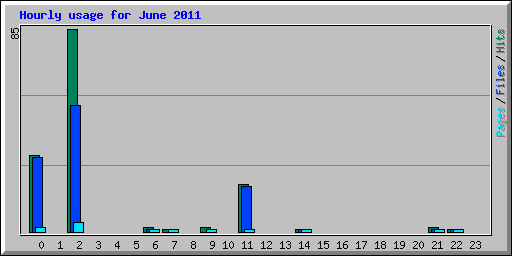 Hourly usage for June 2011
85
Pages/Files/Hits
0 1 2 3 4 5 6 7 8 9 10 11 12 13 14 15 16 17 18 19 20 21 22 23